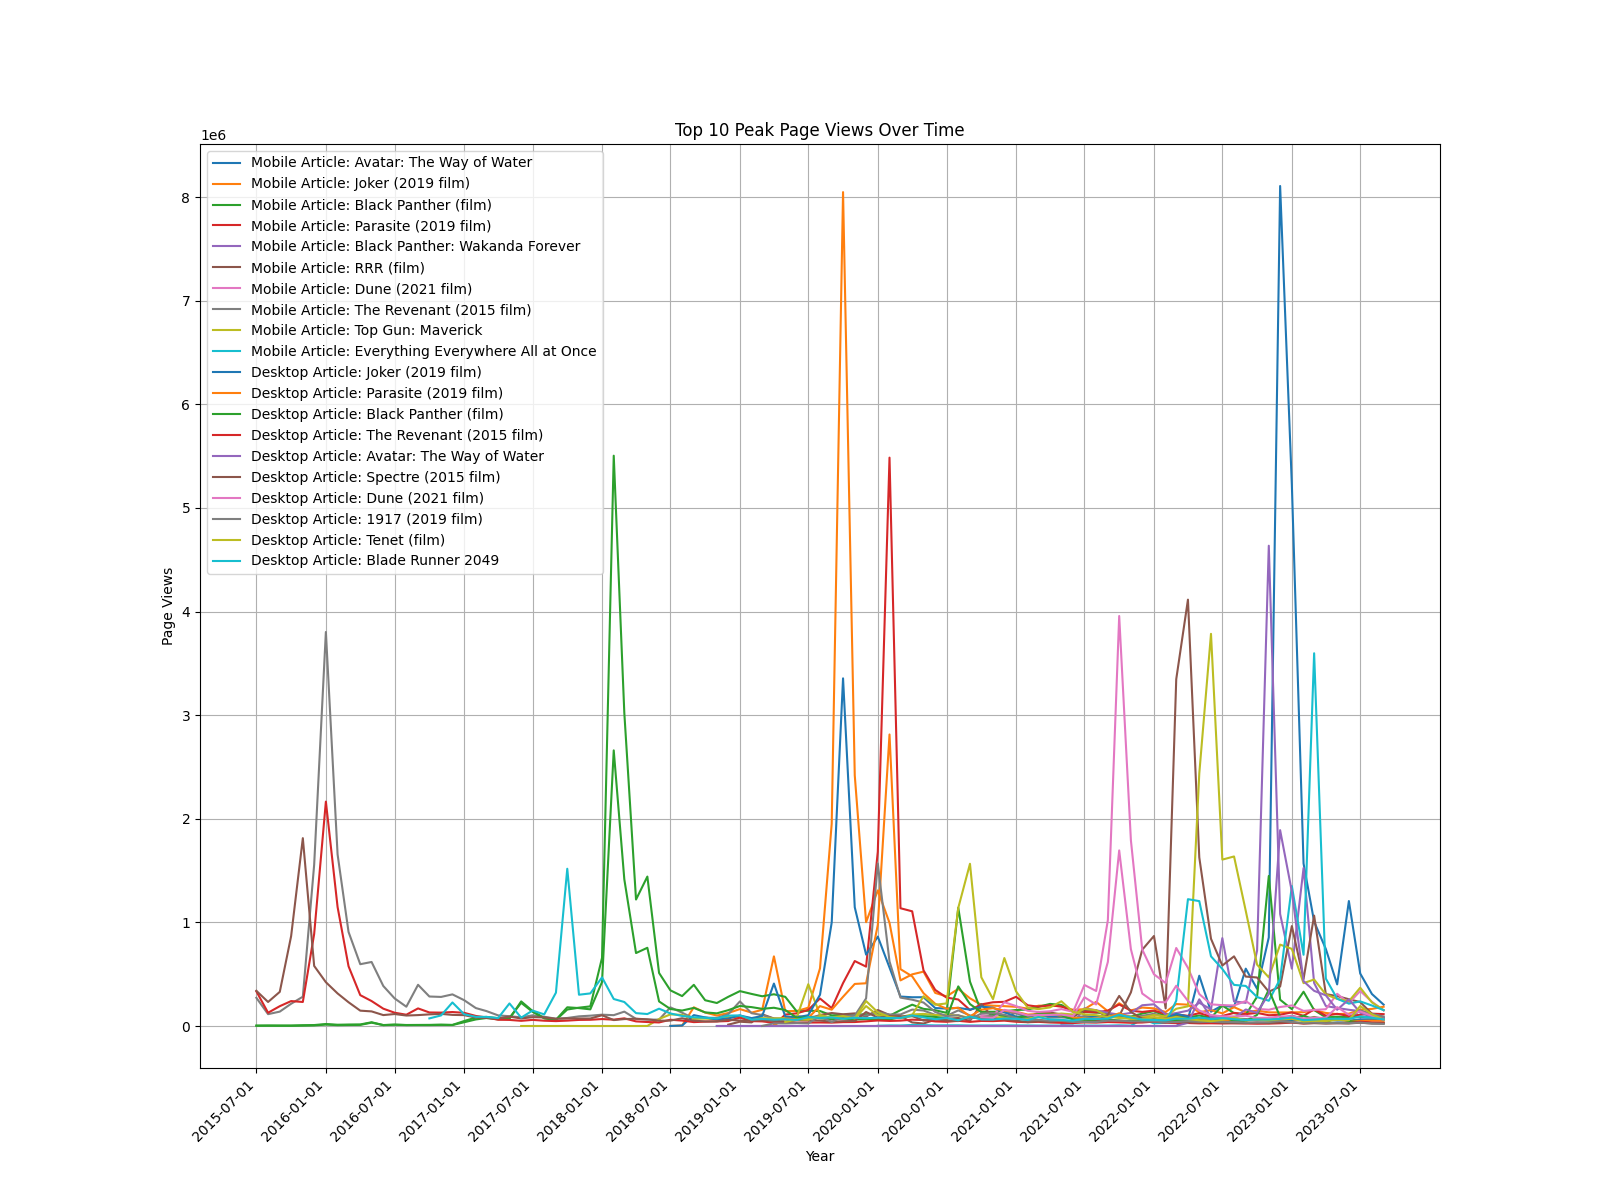 Top 10 Peak Page Views Over Time
1e6
Mobile Article: Avatar: The Way of Water
Mobile Article: Joker (2019 film)
Mobile Article: Black Panther (film)
Mobile Article: Parasite (2019 film)
Mobile Article: Black Panther: Wakanda Forever
Mobile Article: RRR (film)
Mobile Article: Dune (2021 film)
Mobile Article: The Revenant (2015 film)
Mobile Article: Top Gun: Maverick
Mobile Article: Everything Everywhere All at Once
Desktop Article: Joker (2019 film)
Desktop Article: Parasite (2019 film)
Desktop Article: Black Panther (film)
Desktop Article: The Revenant (2015 film)
Desktop Article: Avatar: The Way of Water
Desktop Article: Spectre (2015 film)
Desktop Article: Dune (2021 film)
Desktop Article: 1917 (2019 film)
Desktop Article: Tenet (film)
Desktop Article: Blade Runner 2049
8
7
6
5
4
3
2
1
0
Page Views
2015-07-01
2016-01-01
2016-07-01
2017-01-01
2017-07-01
2018-01-01
2018-07-01
2019-01-01
2019-07-01
2020-01-01
2020-07-01
2021-01-01
2021-07-01
2022-01-01
2022-07-01
2023-01-01
2023-07-01
Year